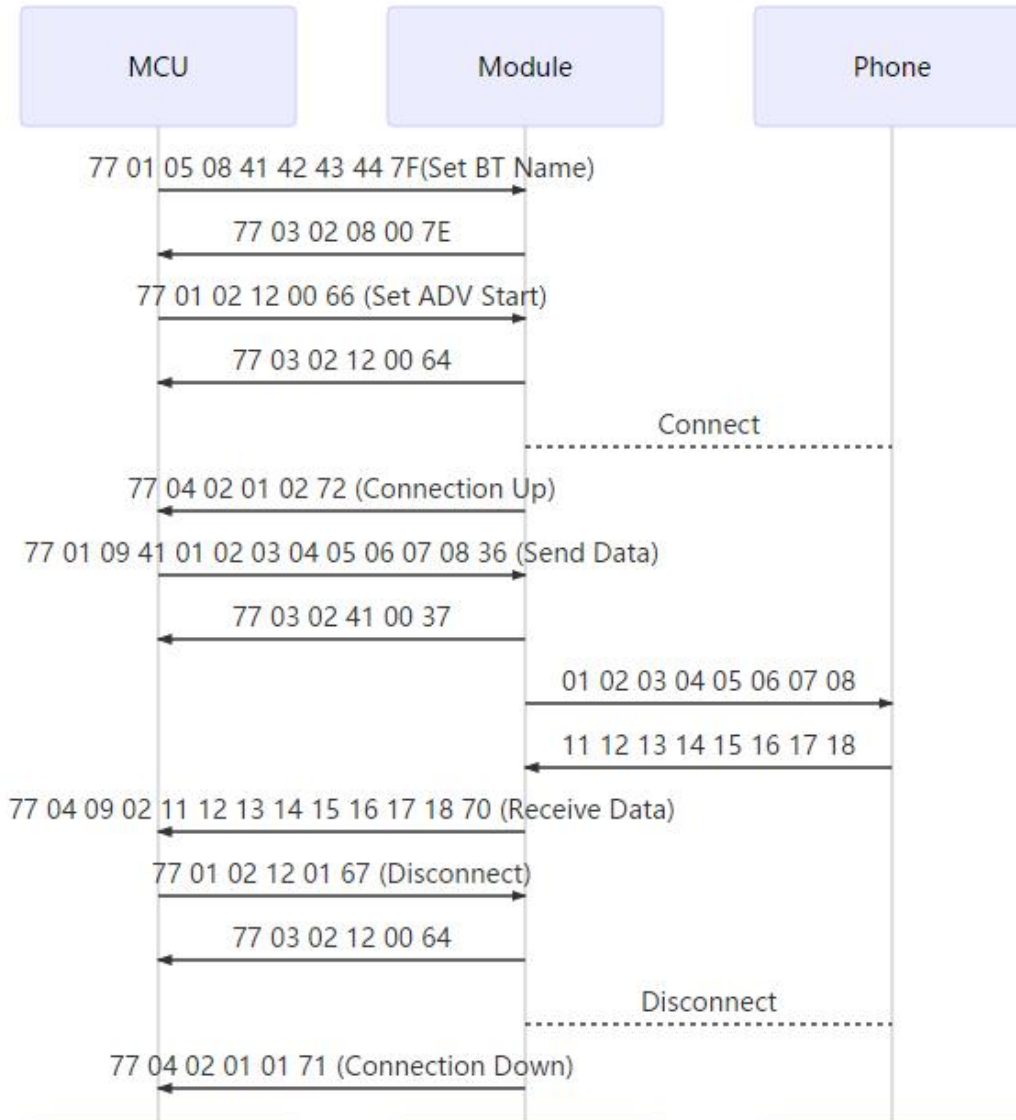 MCU Module Phone
77 01 05 08 41 42 43 44 7F(Set BT Name)
77 03 02 08 00 7E
77 01 02 12 00 66 (Set ADV Start)
77 03 02 12 00 64
Connect
77 04 02 01 02 72 (Connection Up)
77 01 09 41 01 02 03 04 05 06 07 08 36 (Send Data)
77 03 02 41 00 37
01 02 03 04 05 06 07 08
11 12 13 14 15 16 17 18
77 04 09 02 11 12 13 14 15 16 17 18 70 (Receive Data)
77 01 02 12 01 67 (Disconnect)
77 03 02 12 00 64
Disconnect
77 04 02 01 01 71 (Connection Down)